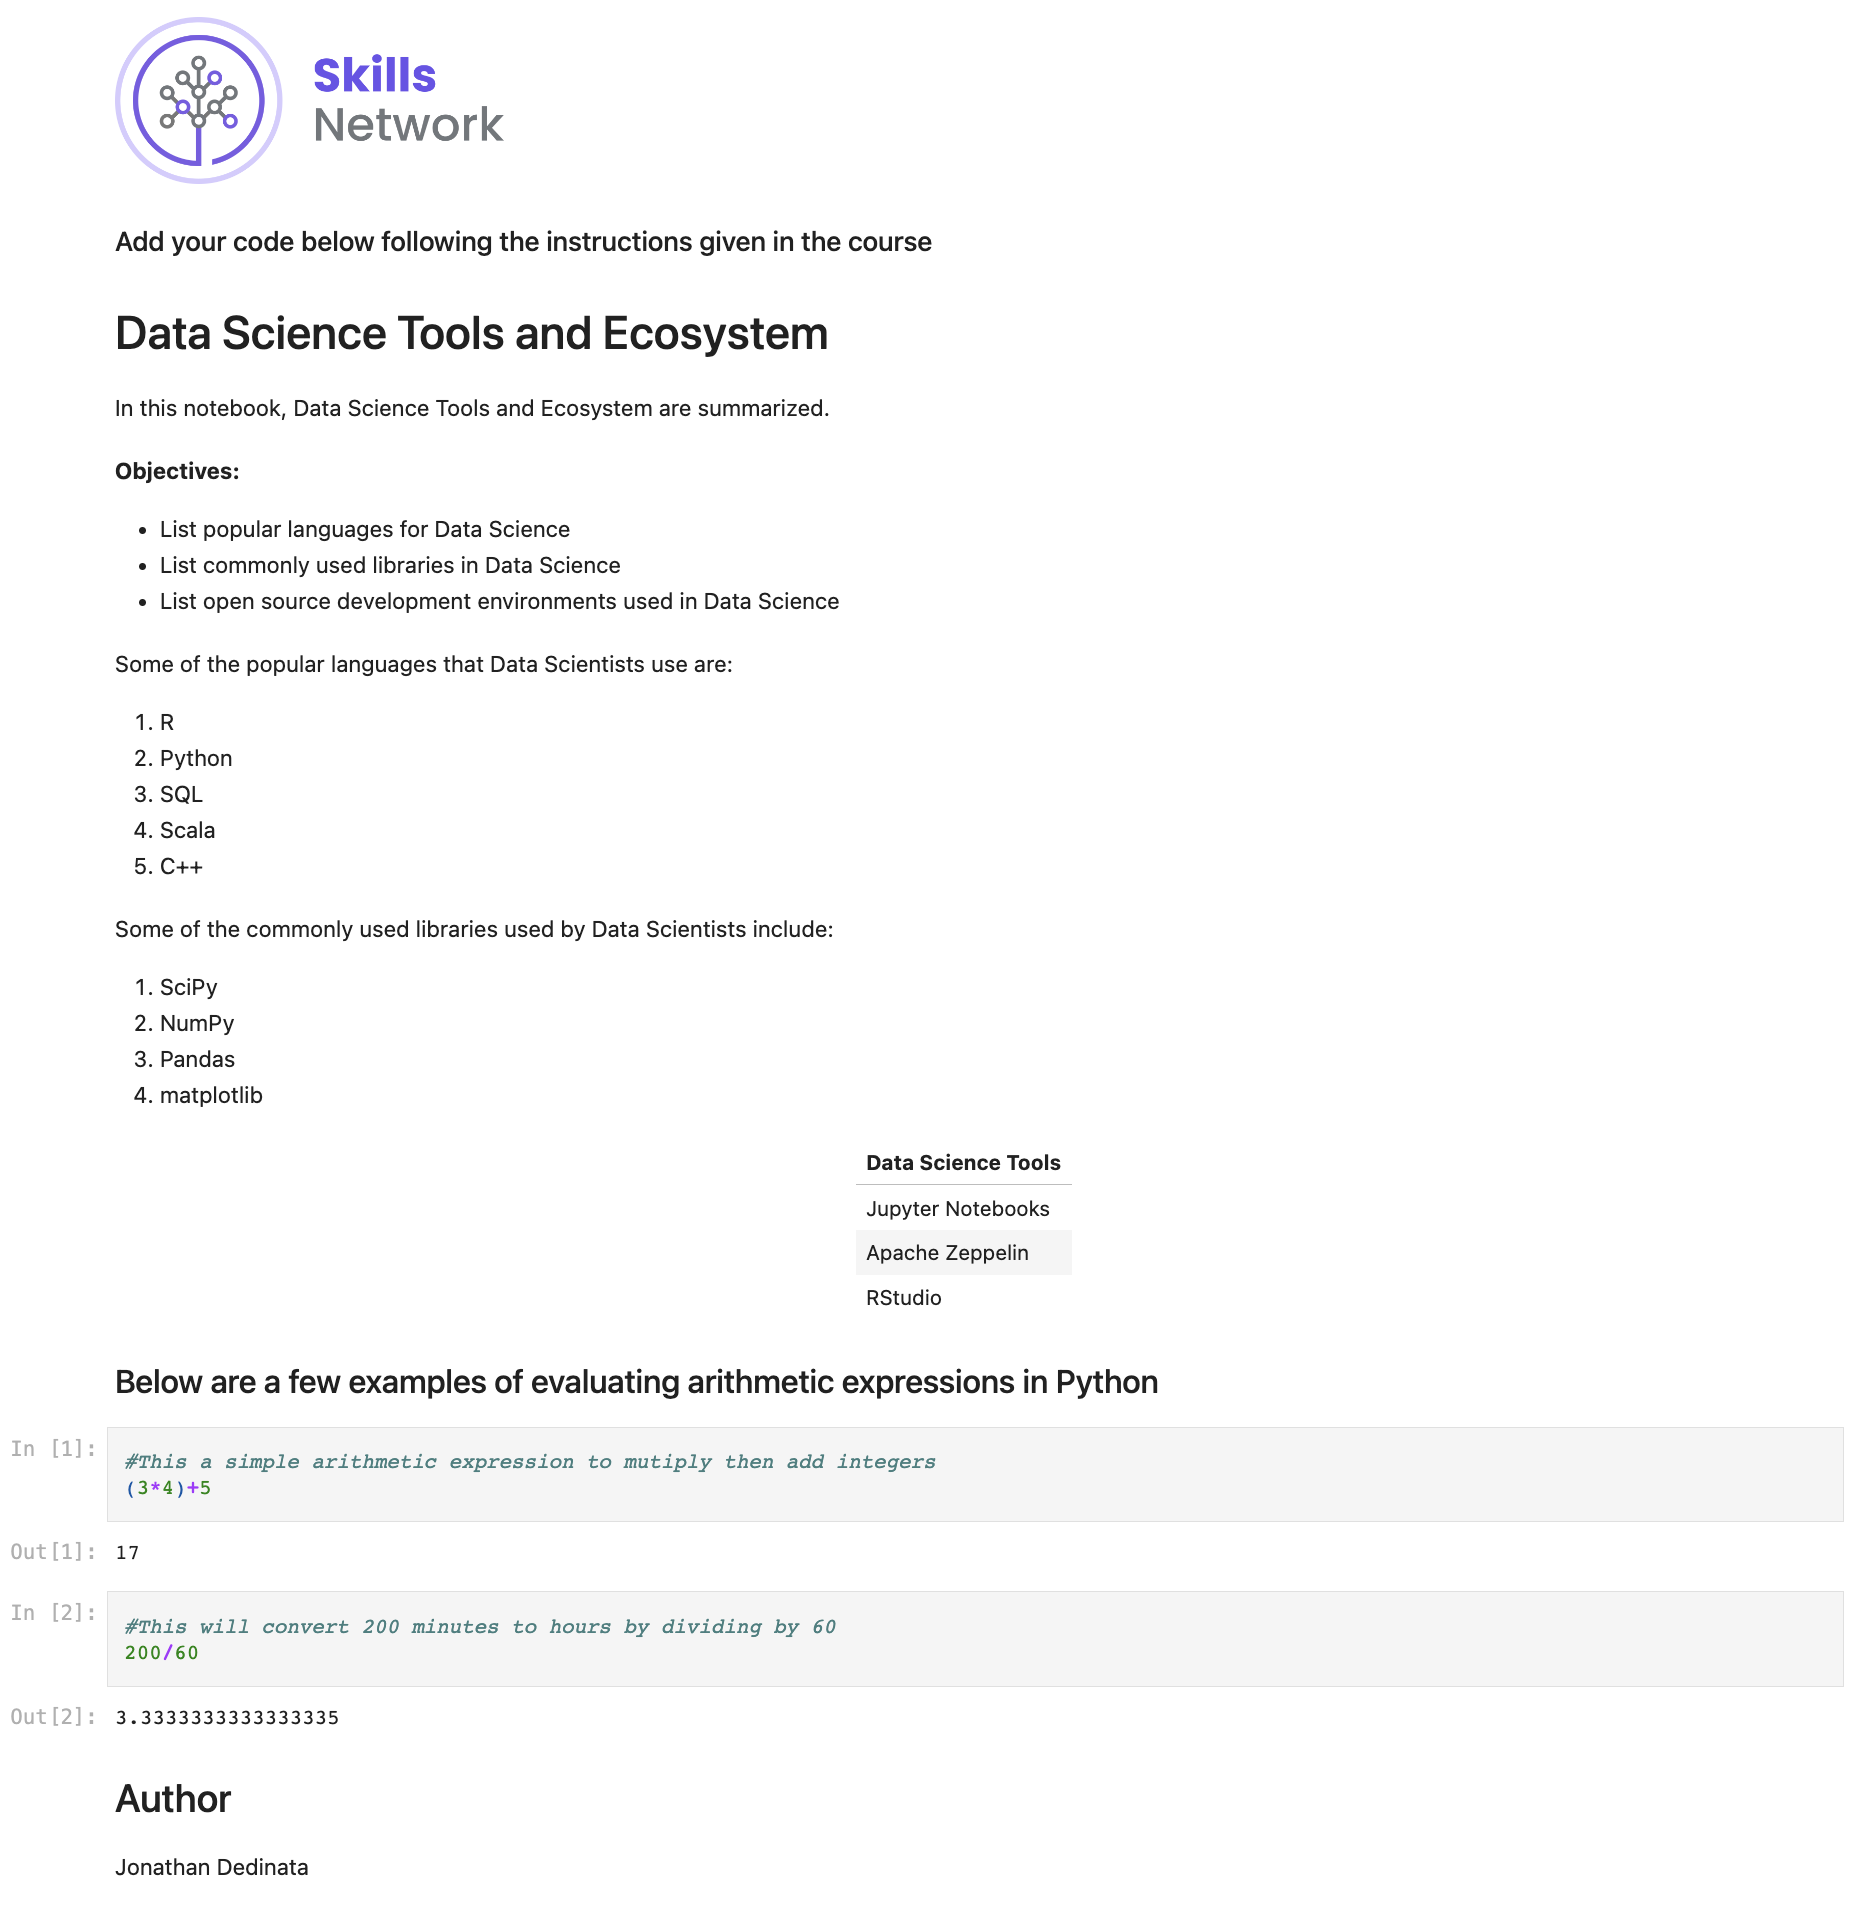 Skills
Network
Add your code below following the instructions given in the course
Data Science Tools and Ecosystem
In this notebook, Data Science Tools and Ecosystem are summarized.
Objectives:
• List popular languages for Data Science
• List commonly used libraries in Data Science
• List open source development environments used in Data Science
Some of the popular languages that Data Scientists use are:
1. R
2. Python
3. SQL
4. Scala
5. C++
Some of the commonly used libraries used by Data Scientists include:
1. SciPy
2. NumPy
3. Pandas
4. matplotlib
Data Science Tools
Jupyter Notebooks
Apache Zeppelin
RStudio
Below are a few examples of evaluating arithmetic expressions in Python
In [1]: #This a simple arithmetic expression to mutiply then add integers
(3*4)+5
Out[1]: 17
In [2]: #This will convert 200 minutes to hours by dividing by 60
200/60
Out[2]: 3.3333333333333335
Author
Jonathan Dedinata